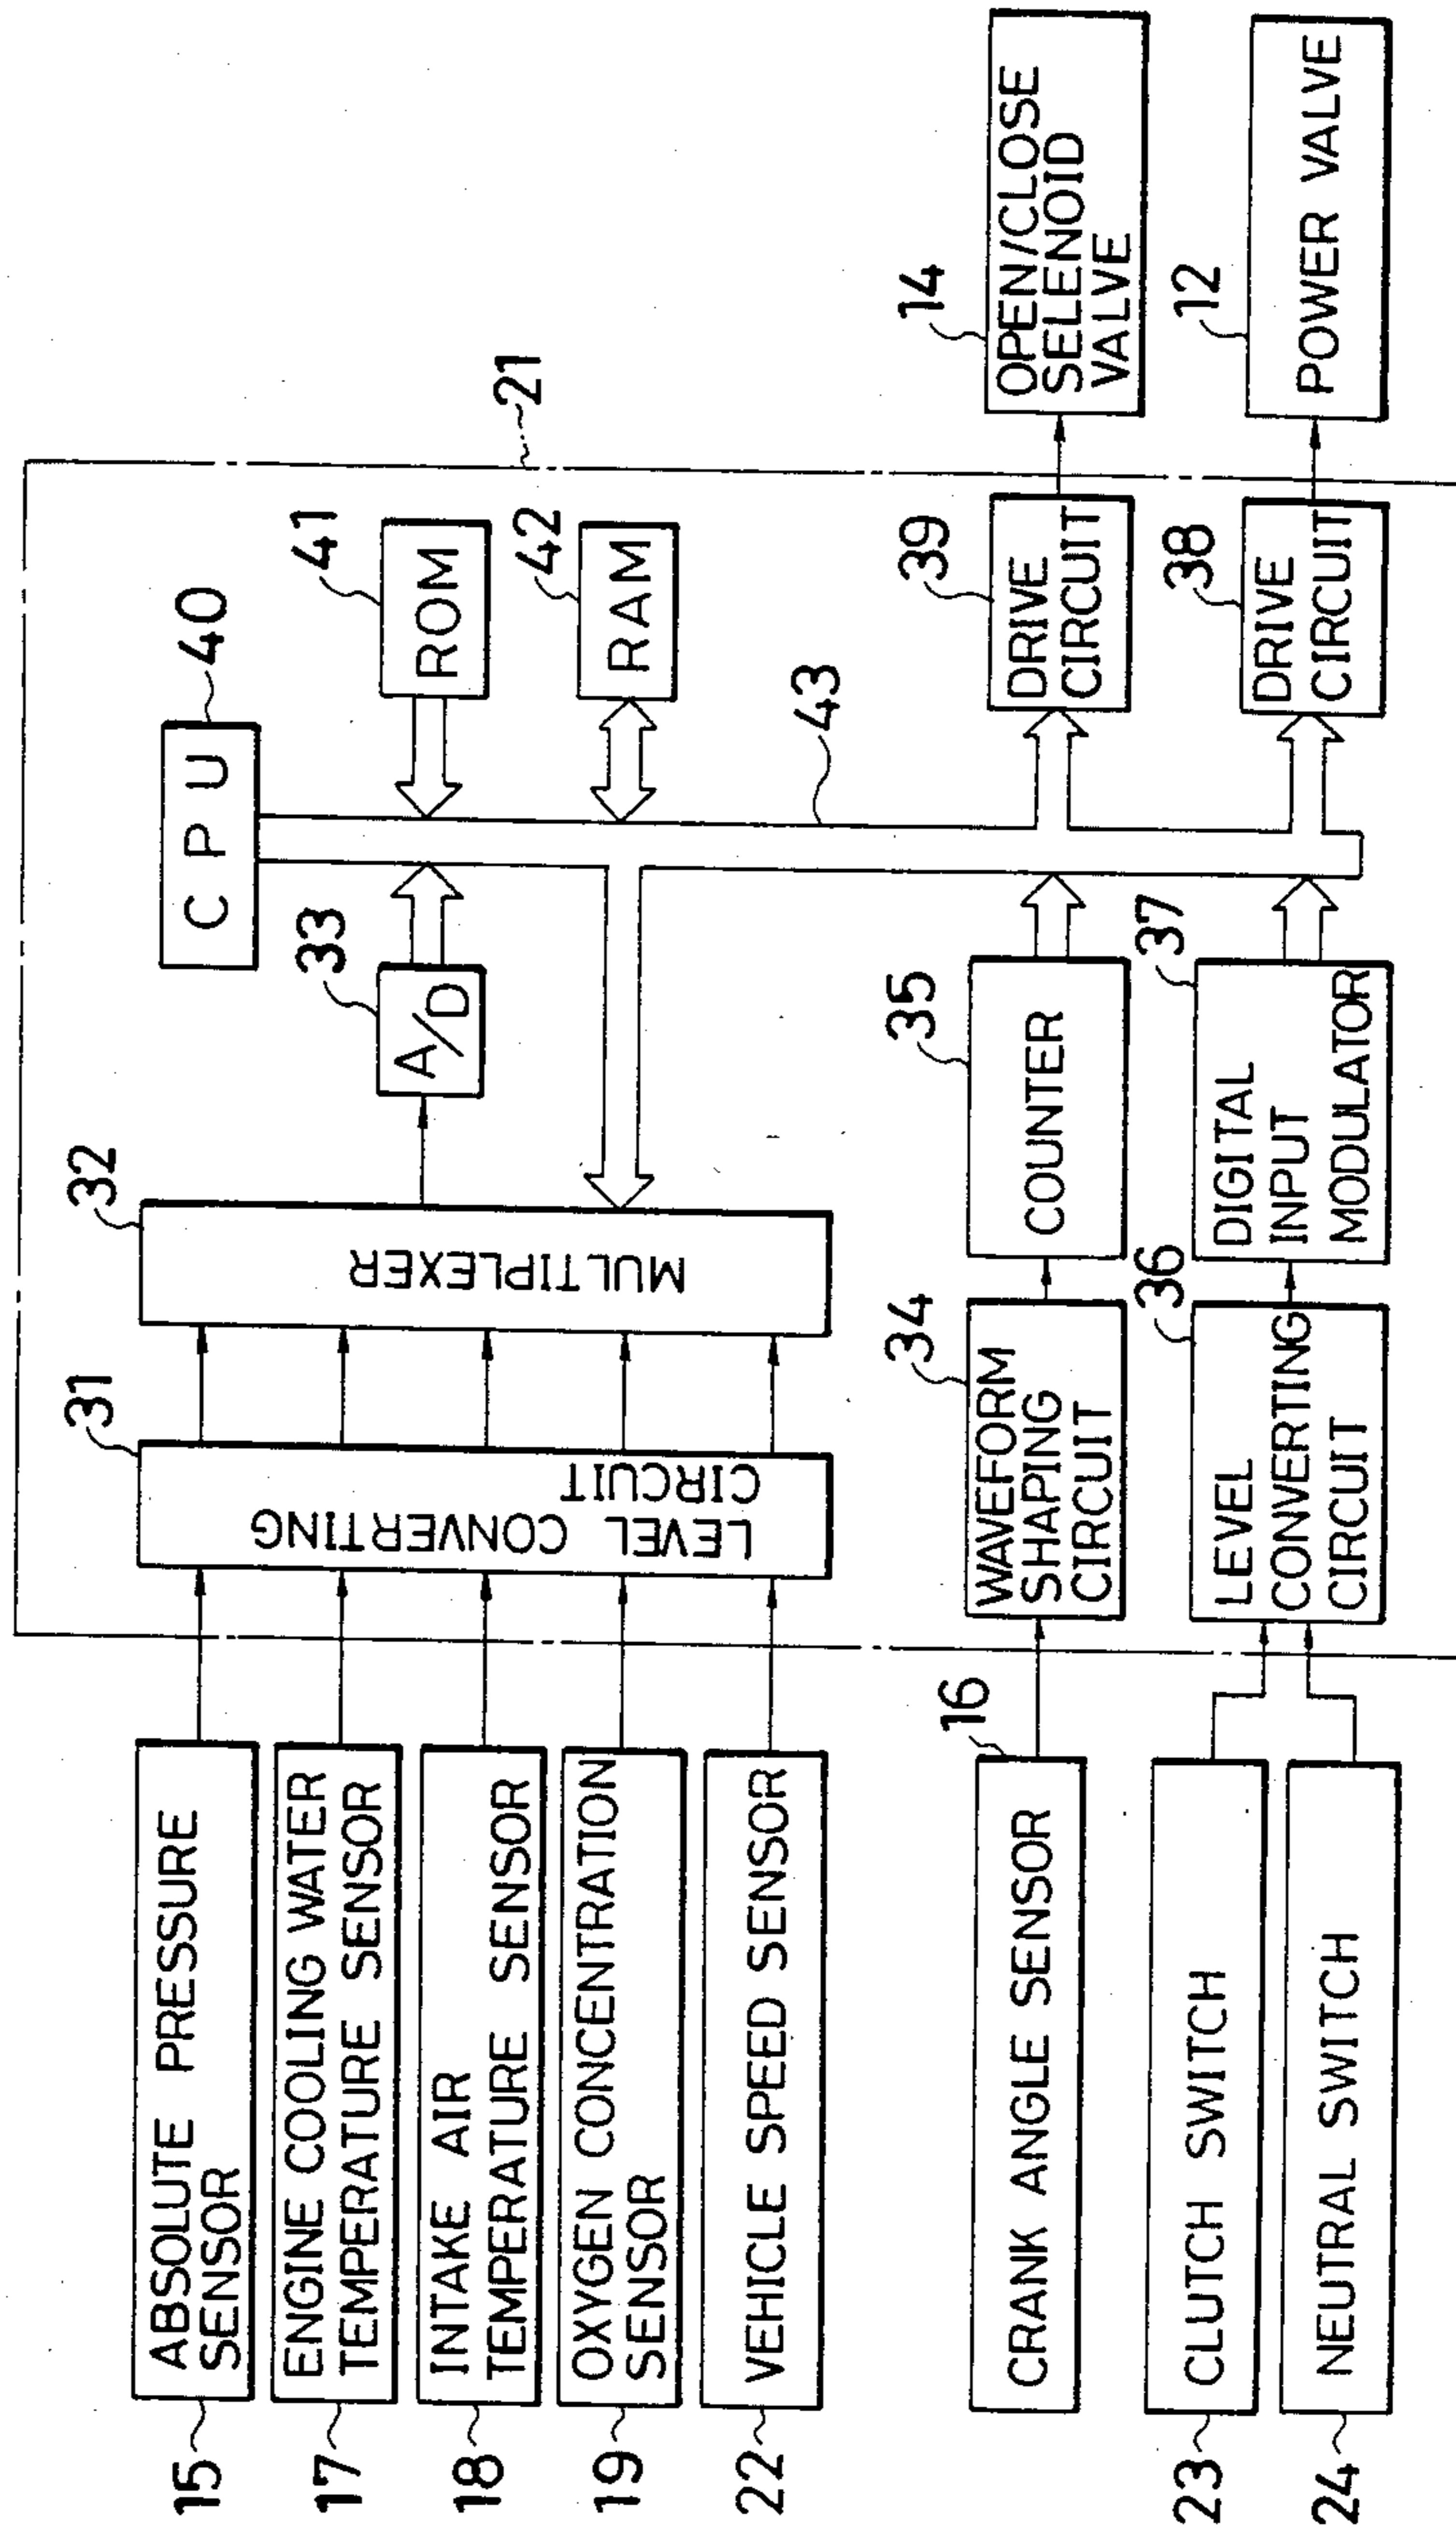 15
ABSOLUTE PRESSURE
SENSOR
17
ENGINE COOLING WATER
TEMPERATURE SENSOR
18
INTAKE AIR
TEMPERATURE SENSOR
19
OXYGEN CONCENTRATION
SENSOR
22
VEHICLE SPEED SENSOR
16
CRANK ANGLE SENSOR
23
CLUTCH SWITCH
24
NEUTRAL SWITCH
31
LEVEL CONVERTING
CIRCUIT
32
MULTIPLEXER
33
A/D
34
WAVEFORM
SHAPING
CIRCUIT
35
COUNTER
36
LEVEL
CONVERTING
CIRCUIT
37
DIGITAL
INPUT
MODULATOR
CPU
40
ROM
41
RAM
42
43
21
DRIVE
CIRCUIT
39
DRIVE
CIRCUIT
38
14
OPEN/CLOSE
SELENOID
VALVE
12
POWER VALVE